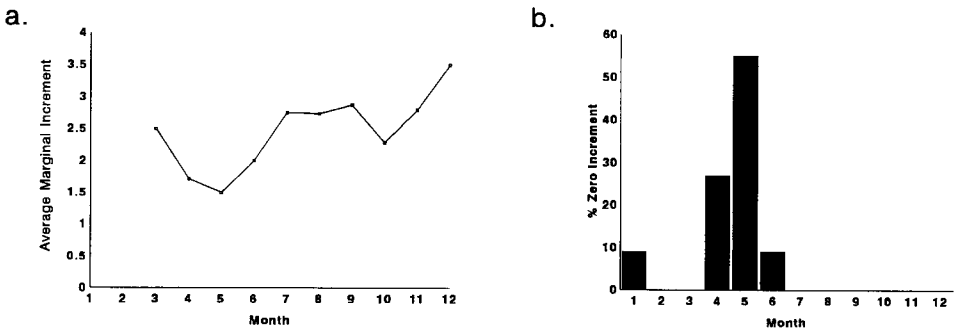 a.
Average Marginal Increment
4
3.5
3
2.5
2
1.5
1
0.5
0
1 2 3 4 5 6 7 8 9 10 11 12
Month
b.
% Zero Increment
60
50
40
30
20
10
0
1 2 3 4 5 6 7 8 9 10 11 12
Month